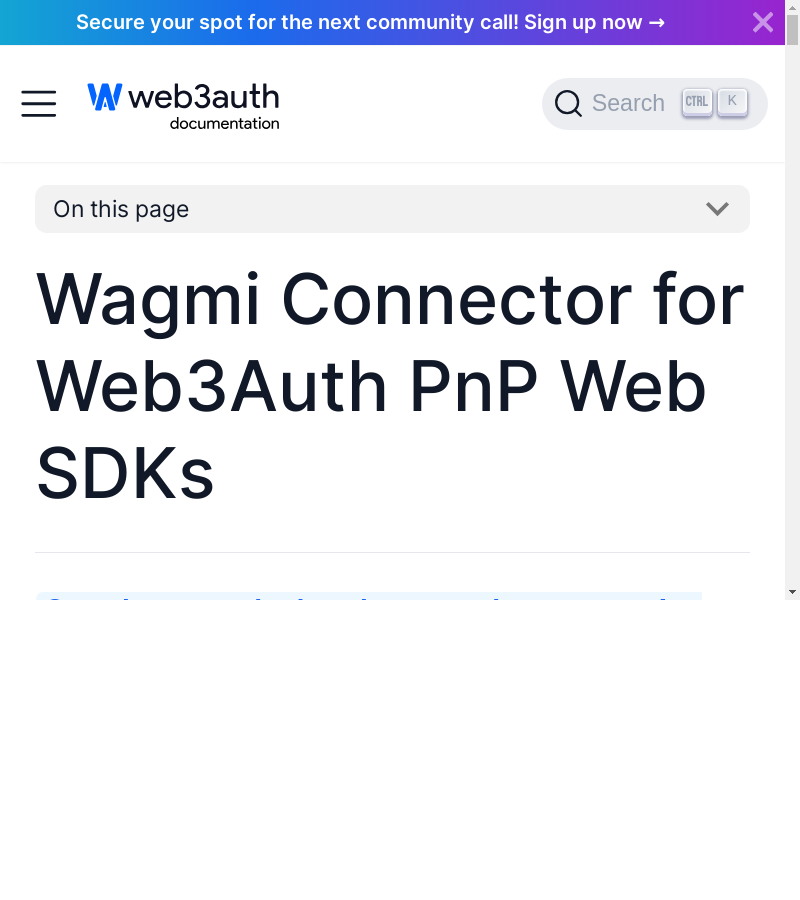 Secure your spot for the next community call! Sign up now →
web3auth
documentation
Search
CTRL
K
On this page
Wagmi Connector for
Web3Auth PnP Web
SDKs